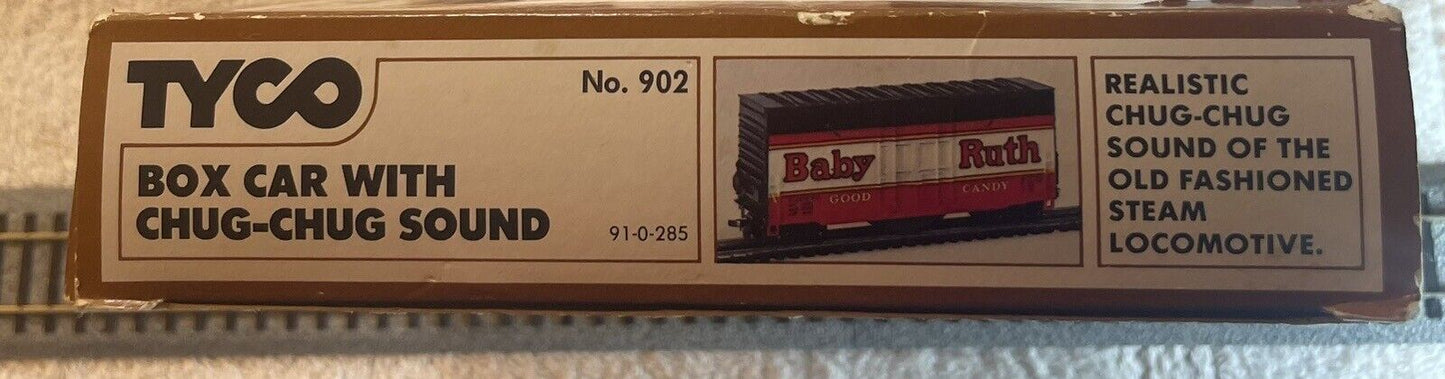 TYCO
No. 902
BOX CAR WITH
CHUG-CHUG SOUND
91-0-285
Baby Ruth
GOOD CANDY
REALISTIC
CHUG-CHUG
SOUND OF THE
OLD FASHIONED
STEAM
LOCOMOTIVE.